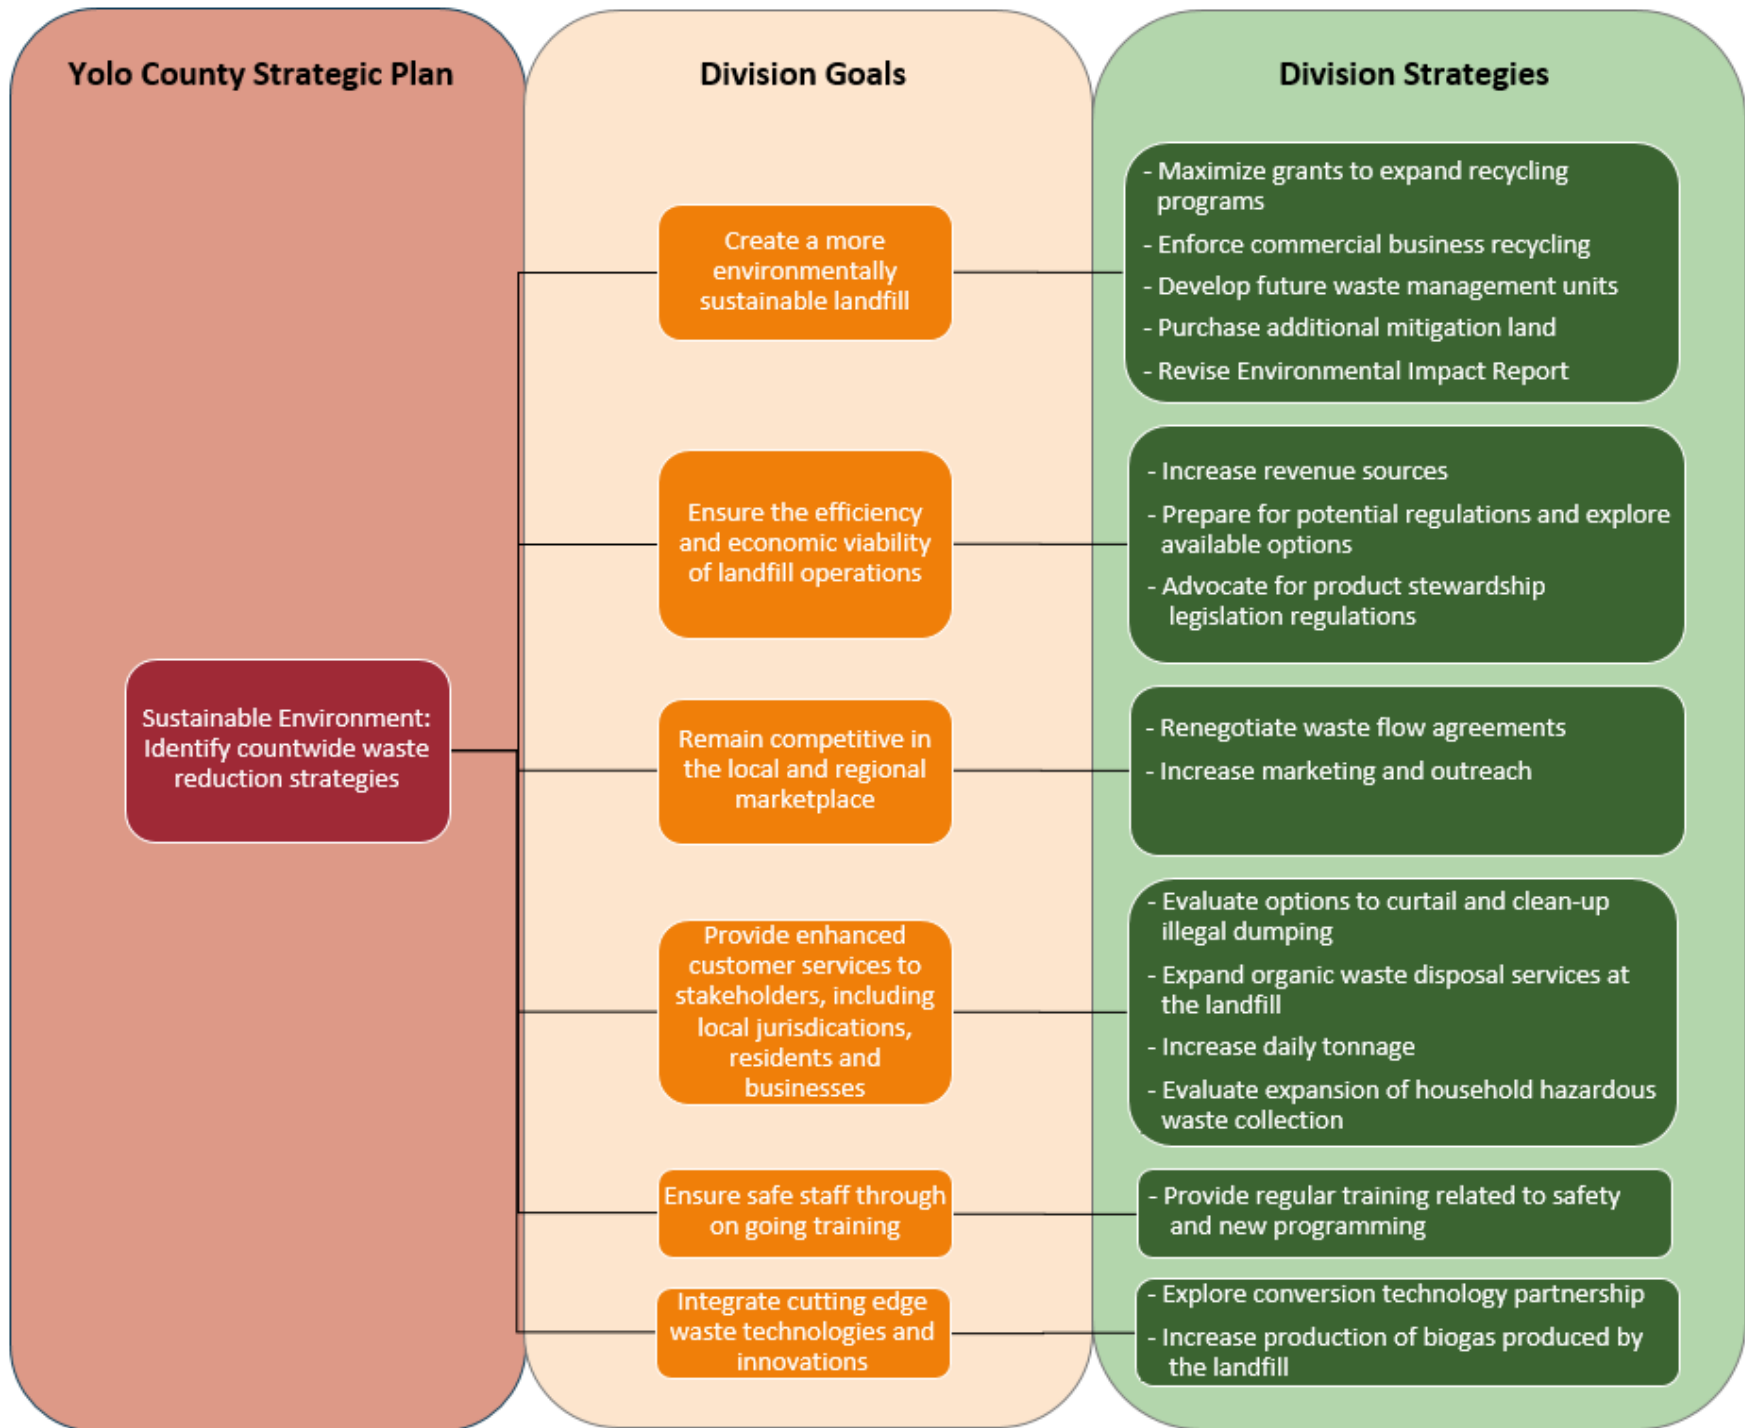 Yolo County Strategic Plan
Division Goals
Division Strategies
Sustainable Environment:
Identify countwide waste
reduction strategies
Create a more
environmentally
sustainable landfill
- Maximize grants to expand recycling
programs
- Enforce commercial business recycling
- Develop future waste management units
- Purchase additional mitigation land
- Revise Environmental Impact Report
Ensure the efficiency
and economic viability
of landfill operations
- Increase revenue sources
- Prepare for potential regulations and explore
available options
- Advocate for product stewardship
legislation regulations
Remain competitive in
the local and regional
marketplace
- Renegotiate waste flow agreements
- Increase marketing and outreach
Provide enhanced
customer services to
stakeholders, including
local jurisdications,
residents and
businesses
- Evaluate options to curtail and clean-up
illegal dumping
- Expand organic waste disposal services at
the landfill
- Increase daily tonnage
- Evaluate expansion of household hazardous
waste collection
Ensure safe staff through
on going training
- Provide regular training related to safety
and new programming
Integrate cutting edge
waste technologies and
innovations
- Explore conversion technology partnership
- Increase production of biogas produced by
the landfill